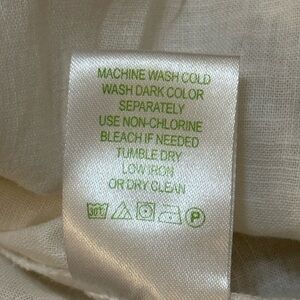 MACHINE WASH COLD
WASH DARK COLOR
SEPARATELY
USE NON-CHLORINE
BLEACH IF NEEDED
TUMBLE DRY
LOW IRON
OR DRY CLEAN
30° P